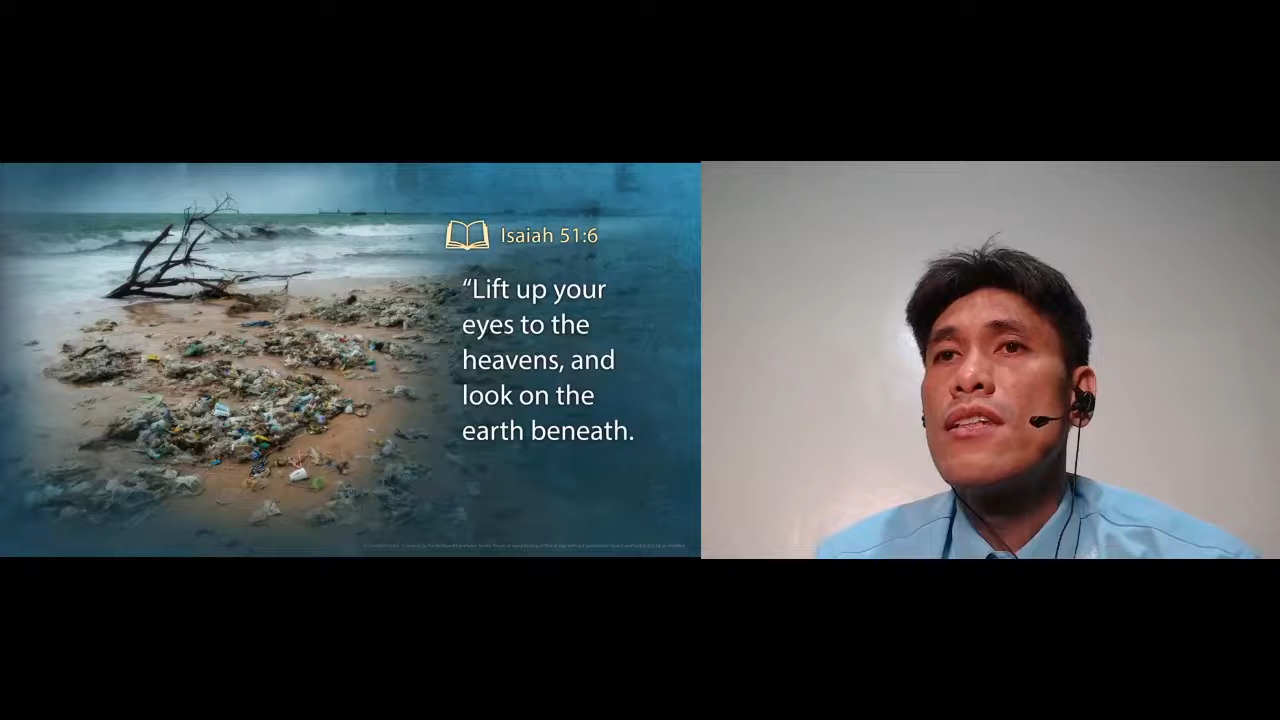 Isaiah 51:6
“Lift up your
eyes to the
heavens, and
look on the
earth beneath.